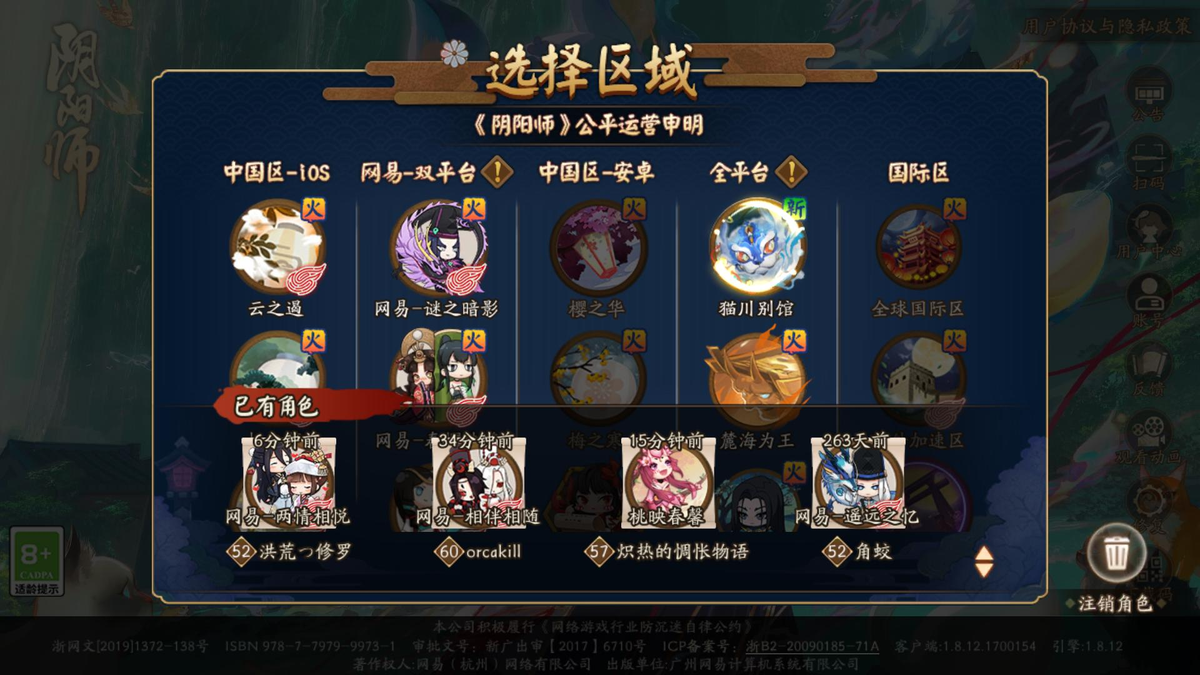 阴阳师
用户协议与隐私政策
选择区域
《阴阳师》公平运营申明
中国区-iOS 网易-双平台 ! 中国区-安卓 全平台 ! 国际区
火 火 火 新 火
云之遏 网易-谜之暗影 樱之华 猫川别馆 全球国际区
火 火 火 火 火
已有角色
麓海为王
火
6分钟前 34分钟前 15分钟前 263天前
网易-两情相悦 网易-相伴相随 桃映春馨 网易-遥远之忆
52 洪荒つ修罗 60 orcakill 57 炽热的惆怅物语 52 角蛟
公告
扫码
账号
反馈
观看动画
注销角色
8+
CADPA
适龄提示
本公司积极履行《网络游戏行业防沉迷自律公约》
浙网文[2019]1372-138号 ISBN 978-7-7979-9973-1 审批文号：新广出审【2017】6710号 ICP备案号：浙B2-20090185-71A 客户端:1.8.12.1700154 引擎:1.8.12
著作权人:网易（杭州）网络有限公司 出版单位:广州网易计算机系统有限公司